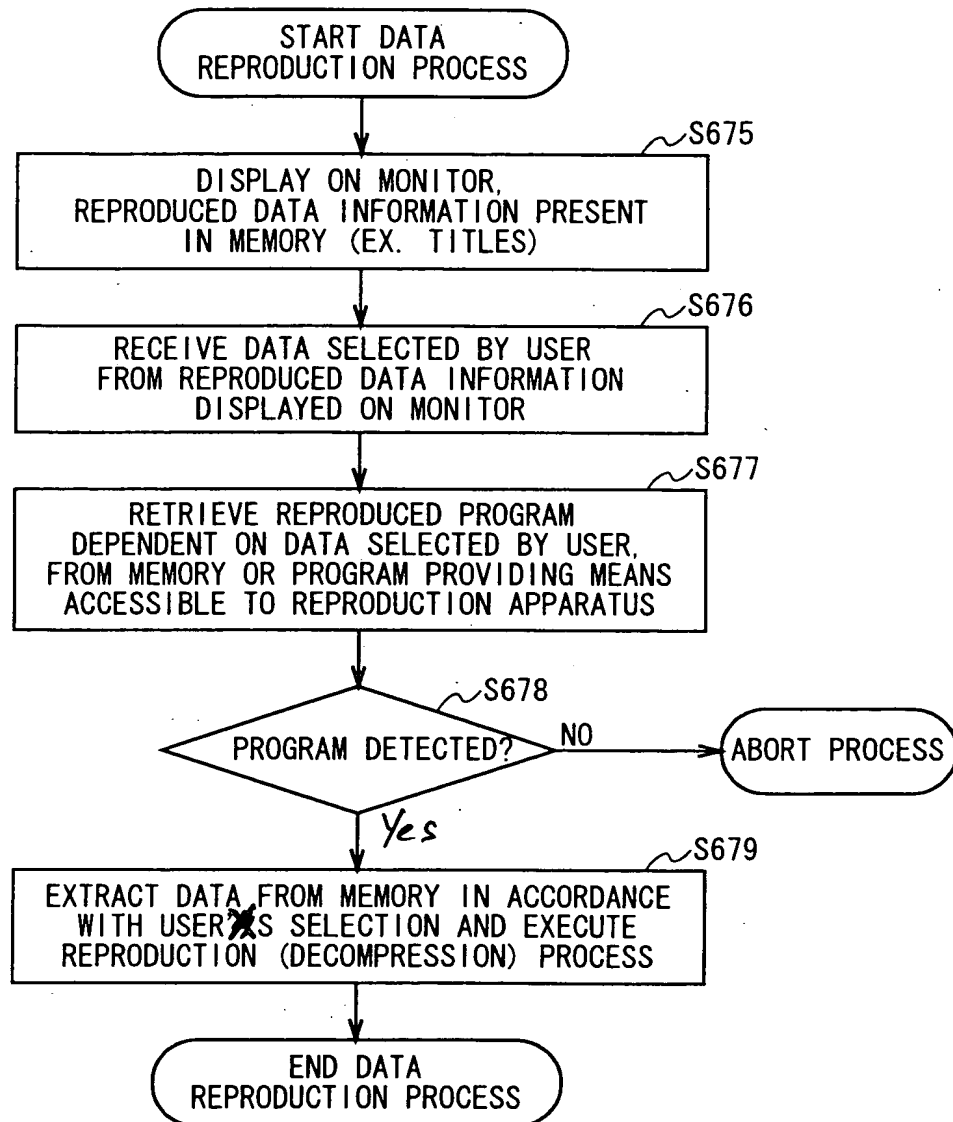 START DATA
REPRODUCTION PROCESS
S675
DISPLAY ON MONITOR,
REPRODUCED DATA INFORMATION PRESENT
IN MEMORY (EX. TITLES)
S676
RECEIVE DATA SELECTED BY USER
FROM REPRODUCED DATA INFORMATION
DISPLAYED ON MONITOR
S677
RETRIEVE REPRODUCED PROGRAM
DEPENDENT ON DATA SELECTED BY USER,
FROM MEMORY OR PROGRAM PROVIDING MEANS
ACCESSIBLE TO REPRODUCTION APPARATUS
S678
PROGRAM DETECTED?
NO
ABORT PROCESS
Yes
S679
EXTRACT DATA FROM MEMORY IN ACCORDANCE
WITH USER S SELECTION AND EXECUTE
REPRODUCTION (DECOMPRESSION) PROCESS
END DATA
REPRODUCTION PROCESS